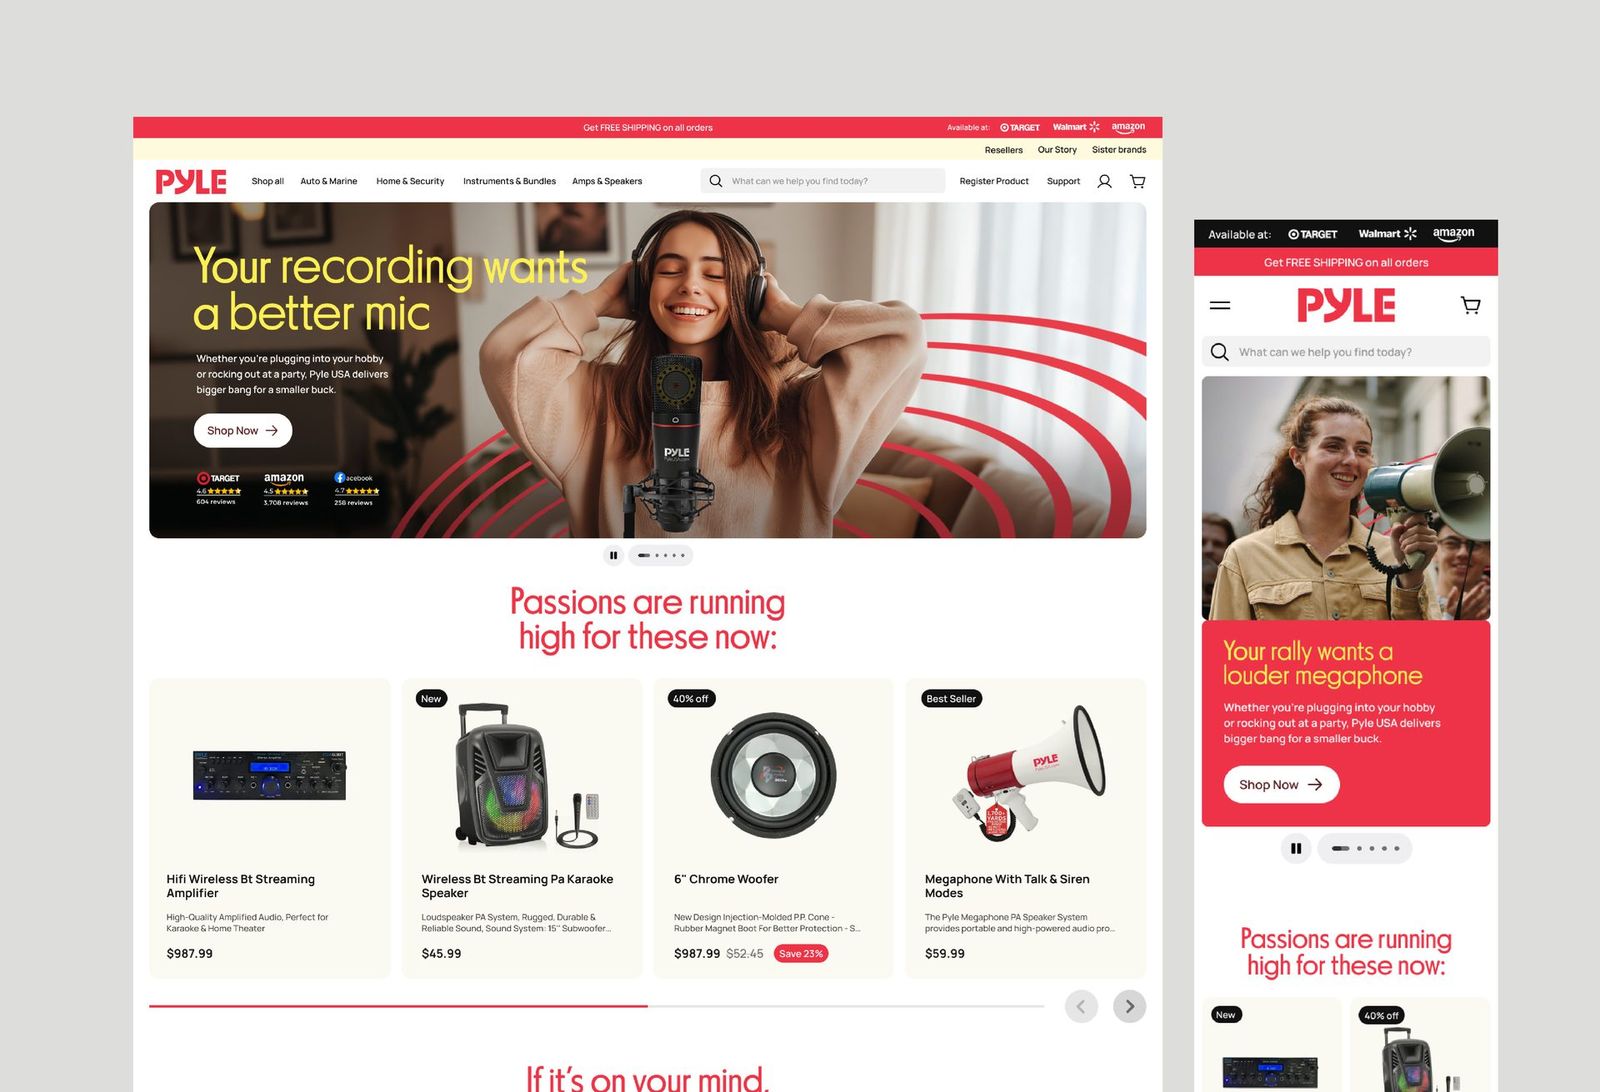 Get FREE SHIPPING on all orders
Available at: TARGET Walmart amazon
Resellers Our Story Sister brands
PYLE Shop all Auto & Marine Home & Security Instruments & Bundles Amps & Speakers What can we help you find today? Register Product Support
Your recording wants
a better mic
Whether you're plugging into your hobby
or rocking out at a party, Pyle USA delivers
bigger bang for a smaller buck.
Shop Now
TARGET amazon facebook
4.6 4.5 4.7
604 reviews 3,708 reviews 258 reviews
PYLE
Passions are running
high for these now:
Hifi Wireless Bt Streaming
Amplifier
High-Quality Amplified Audio, Perfect for
Karaoke & Home Theater
$987.99
New
Wireless Bt Streaming Pa Karaoke
Speaker
Loudspeaker PA System, Rugged, Durable &
Reliable Sound, Sound System: 15" Subwoofer...
$45.99
40% off
6" Chrome Woofer
New Design Injection-Molded P.P. Cone -
Rubber Magnet Boot For Better Protection - S...
$987.99 $52.45 Save 23%
Best Seller
PYLE
Megaphone With Talk & Siren
Modes
The Pyle Megaphone PA Speaker System
provides portable and high-powered audio pro...
$59.99
If it's on your mind,
Available at: TARGET Walmart amazon
Get FREE SHIPPING on all orders
PYLE
What can we help you find today?
Your rally wants a
louder megaphone
Whether you're plugging into your hobby
or rocking out at a party, Pyle USA delivers
bigger bang for a smaller buck.
Shop Now
Passions are running
high for these now:
New
40% off